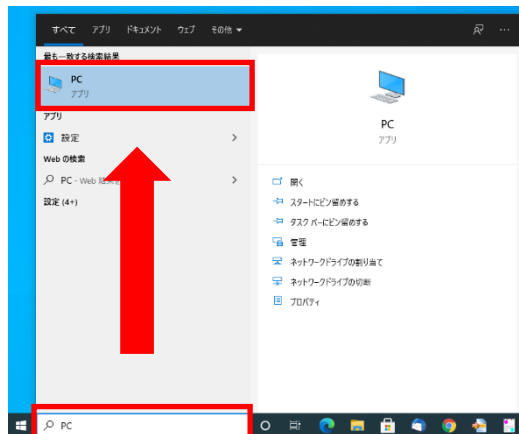 すべて アプリ ドキュメント ウェブ その他
最も一致する検索結果
PC
アプリ
アプリ
設定
Web の検索
PC - Web
設定 (4+)
PC
アプリ
開く
スタートにピン留めする
タスク バーにピン留めする
管理
ネットワークドライブの割り当て
ネットワークドライブの切断
プロパティ
PC